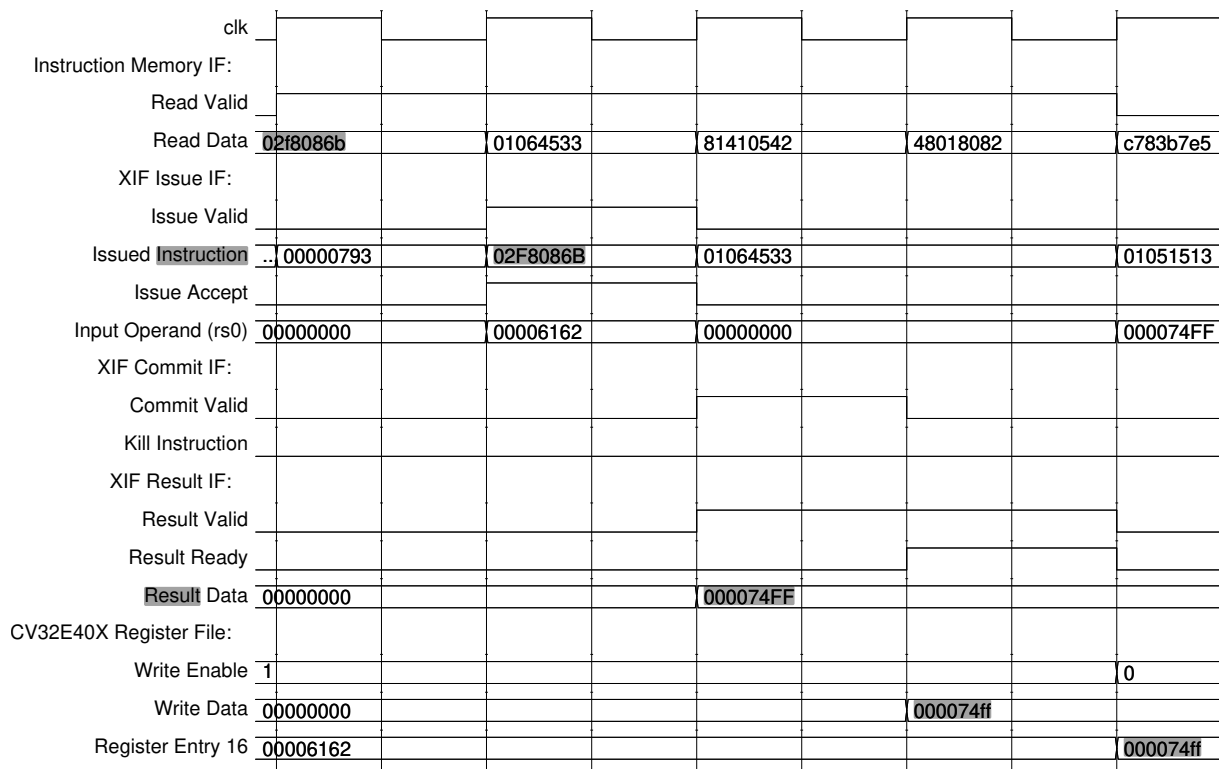 clk
Instruction Memory IF:
Read Valid
Read Data 02f8086b 01064533 81410542 48018082 c783b7e5
XIF Issue IF:
Issue Valid
Issued Instruction .. 00000793 02F8086B 01064533 01051513
Issue Accept
Input Operand (rs0) 00000000 00006162 00000000 000074FF
XIF Commit IF:
Commit Valid
Kill Instruction
XIF Result IF:
Result Valid
Result Ready
Result Data 00000000 000074FF
CV32E40X Register File:
Write Enable 1 0
Write Data 00000000 000074ff
Register Entry 16 00006162 000074ff